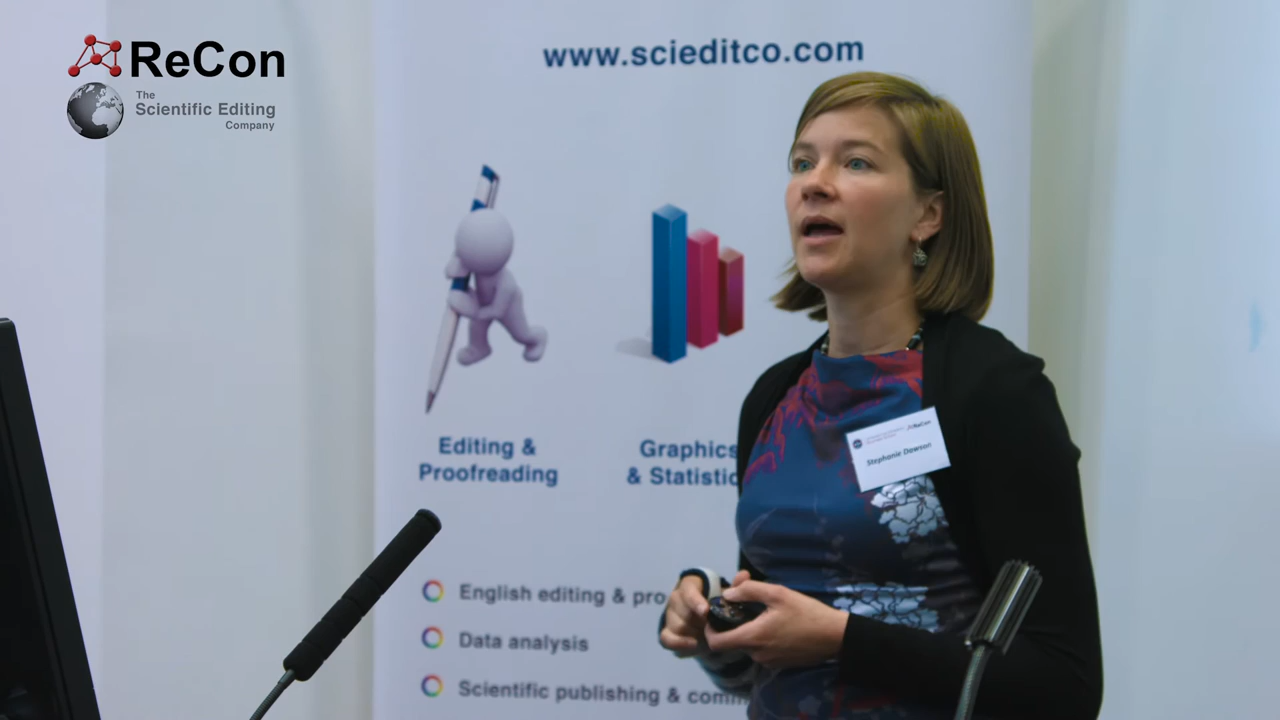 ReCon
The
Scientific Editing
Company
www.scieditco.com
Editing &
Proofreading
Graphics
& Statistic
ReCon
Stephanie Dawson
English editing & pro
Data analysis
Scientific publishing & comm